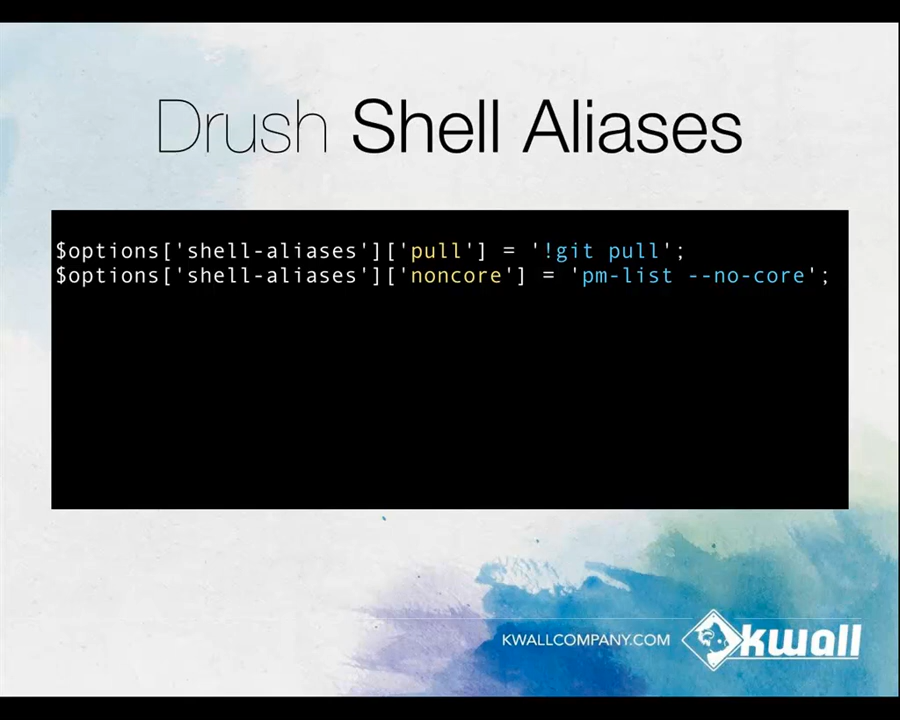 Drush Shell Aliases
$options['shell-aliases']['pull'] = '!git pull';
$options['shell-aliases']['noncore'] = 'pm-list --no-core';
KWALLCOMPANY.COM
kwall